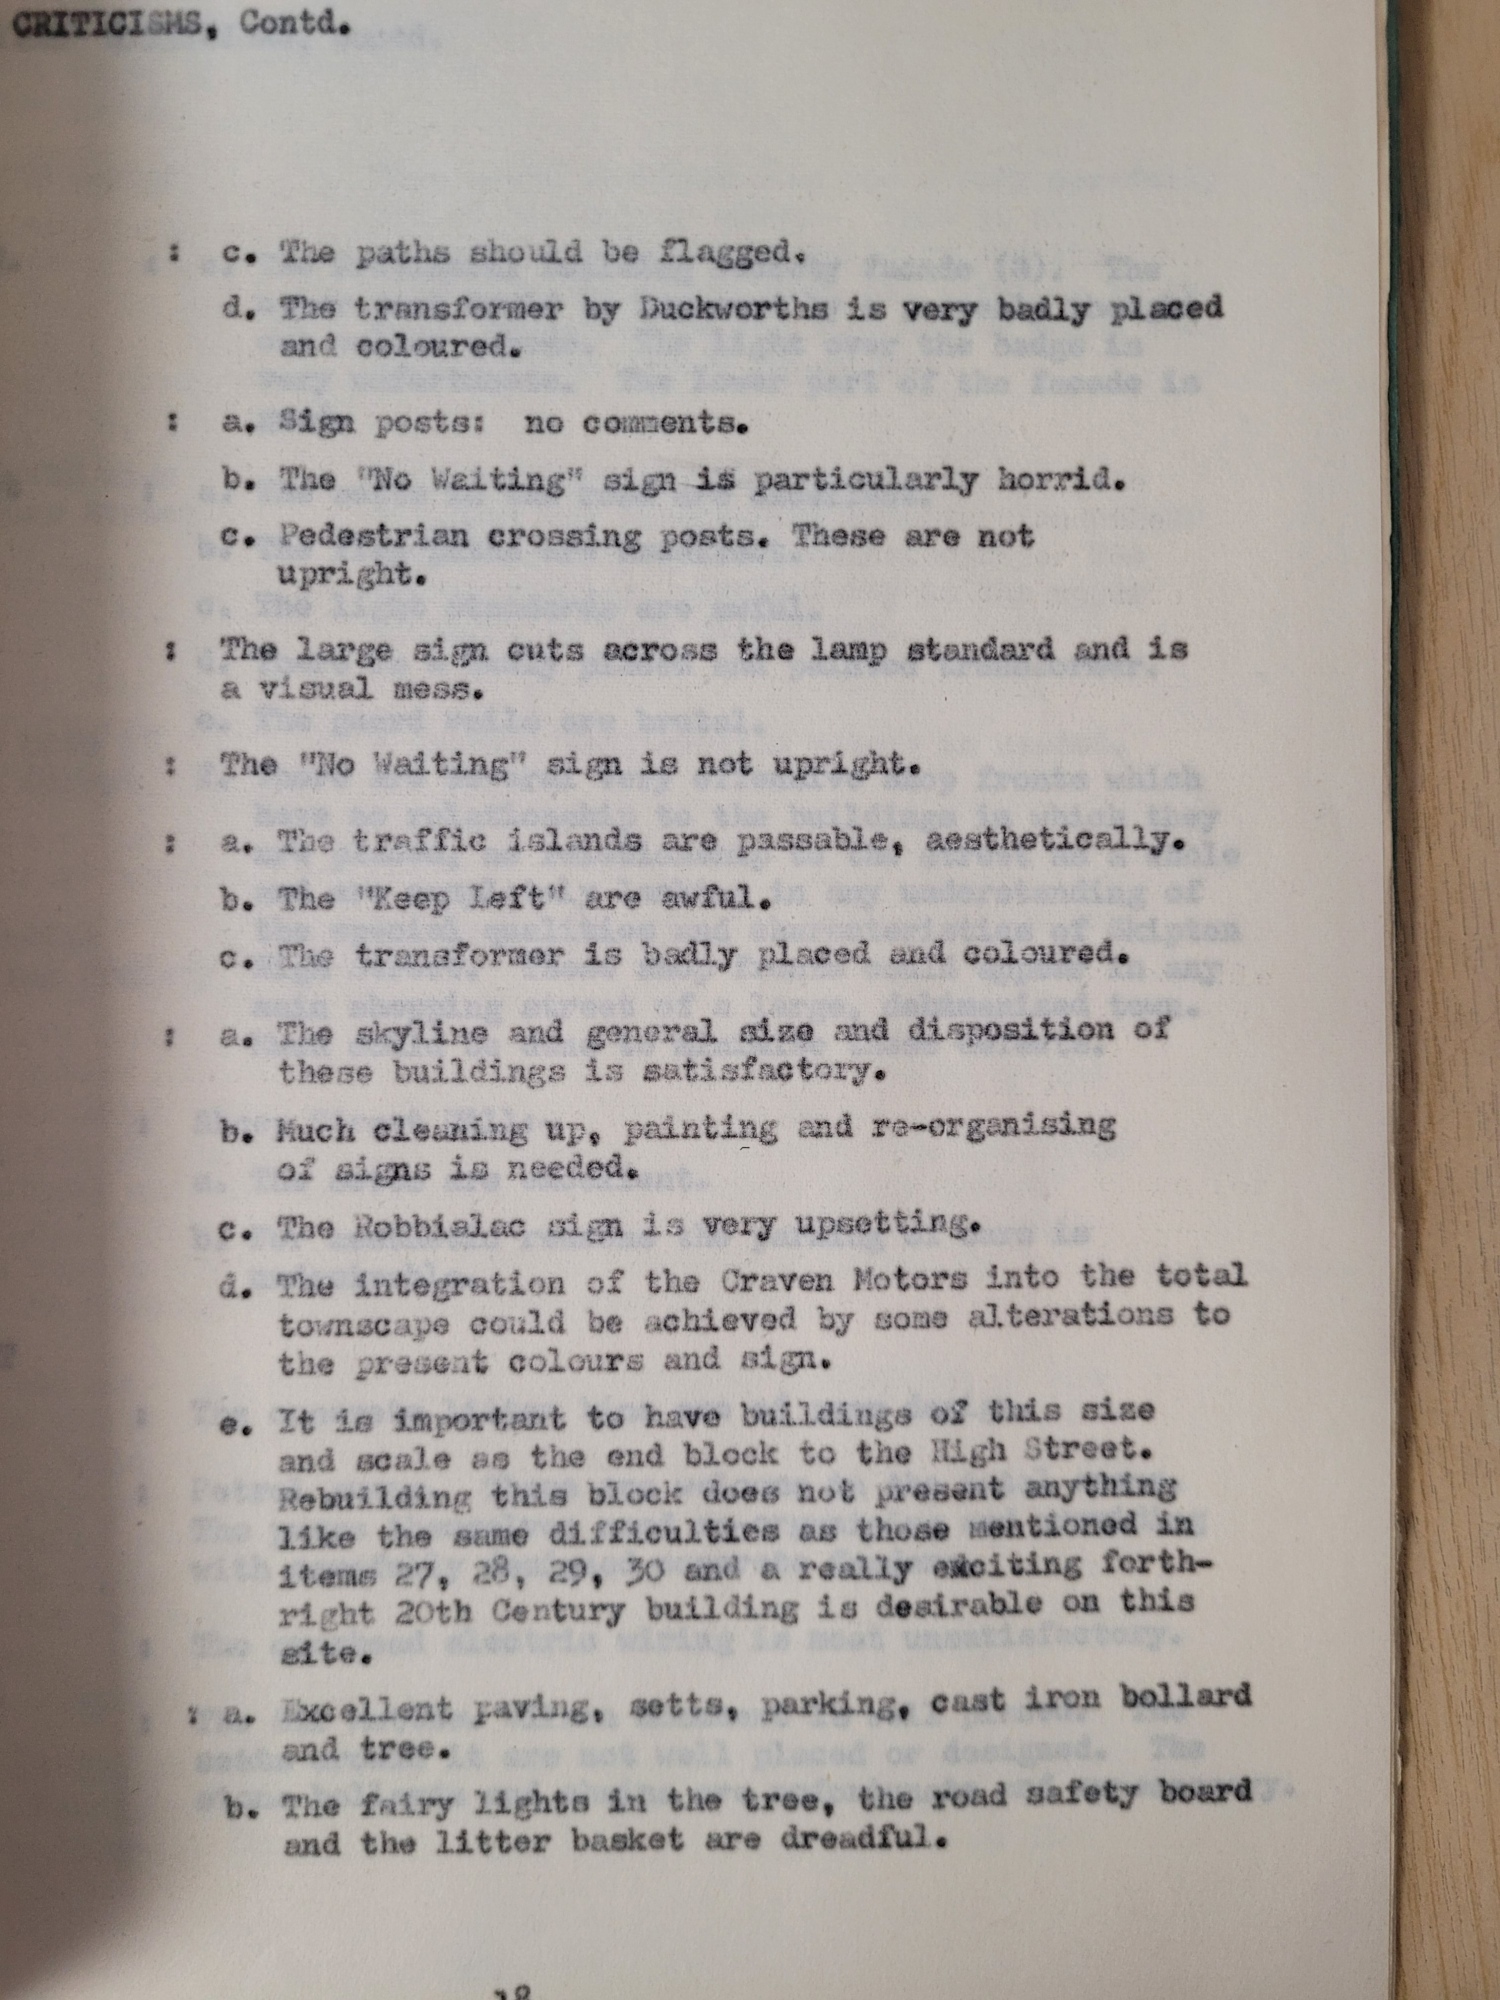 CRITICISMS, Contd.
: c. The paths should be flagged.
d. The transformer by Duckworths is very badly placed
and coloured.
: a. Sign posts: no comments.
b. The "No Waiting" sign is particularly horrid.
c. Pedestrian crossing posts. These are not
upright.
: The large sign cuts across the lamp standard and is
a visual mess.
: The "No Waiting" sign is not upright.
: a. The traffic islands are passable, aesthetically.
b. The "Keep Left" are awful.
c. The transformer is badly placed and coloured.
: a. The skyline and general size and disposition of
these buildings is satisfactory.
b. Much cleaning up, painting and re-organising
of signs is needed.
c. The Robbialac sign is very upsetting.
d. The integration of the Craven Motors into the total
townscape could be achieved by some alterations to
the present colours and sign.
e. It is important to have buildings of this size
and scale as the end block to the High Street.
Rebuilding this block does not present anything
like the same difficulties as those mentioned in
items 27, 28, 29, 30 and a really exciting forth-
right 20th Century building is desirable on this
site.
: a. Excellent paving, setts, parking, cast iron bollard
and tree.
b. The fairy lights in the tree, the road safety board
and the litter basket are dreadful.